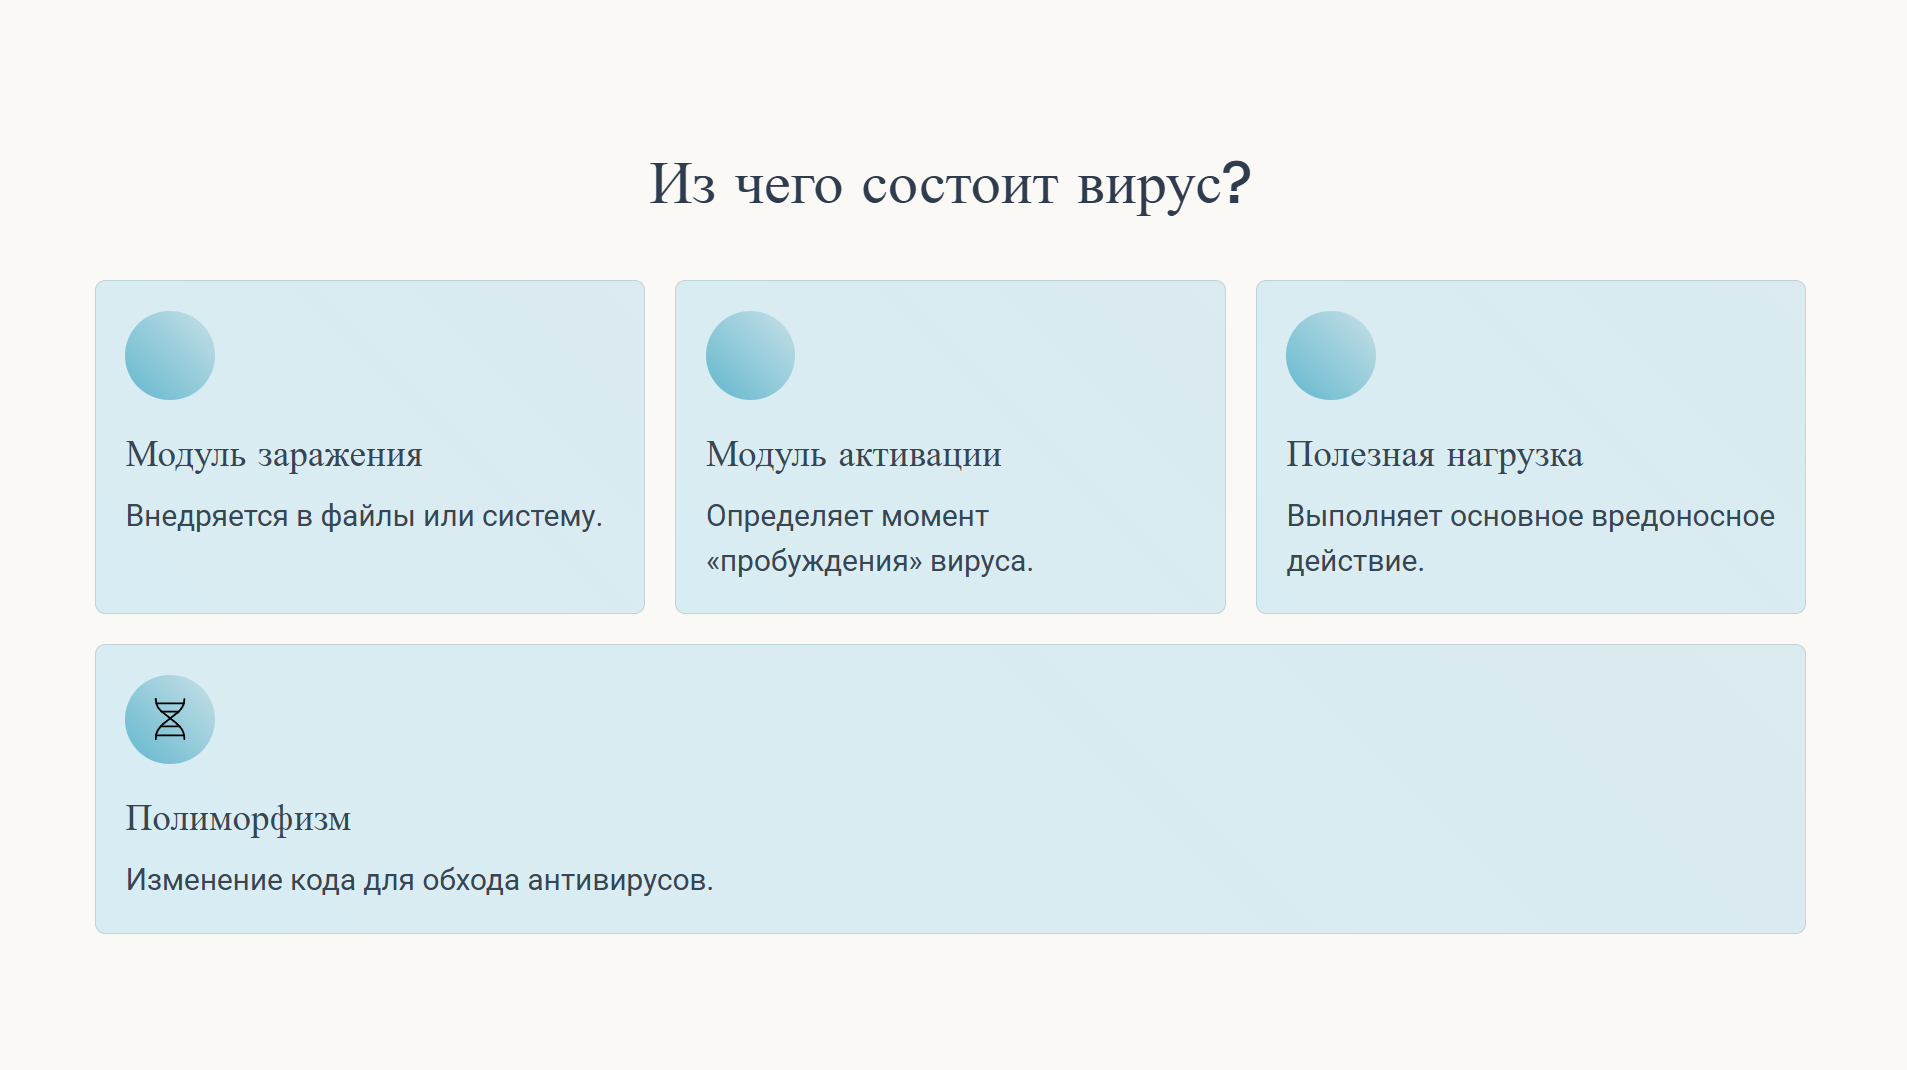 Из чего состоит вирус?
Модуль заражения
Внедряется в файлы или систему.
Модуль активации
Определяет момент
«пробуждения» вируса.
Полезная нагрузка
Выполняет основное вредоносное
действие.
Полиморфизм
Изменение кода для обхода антивирусов.